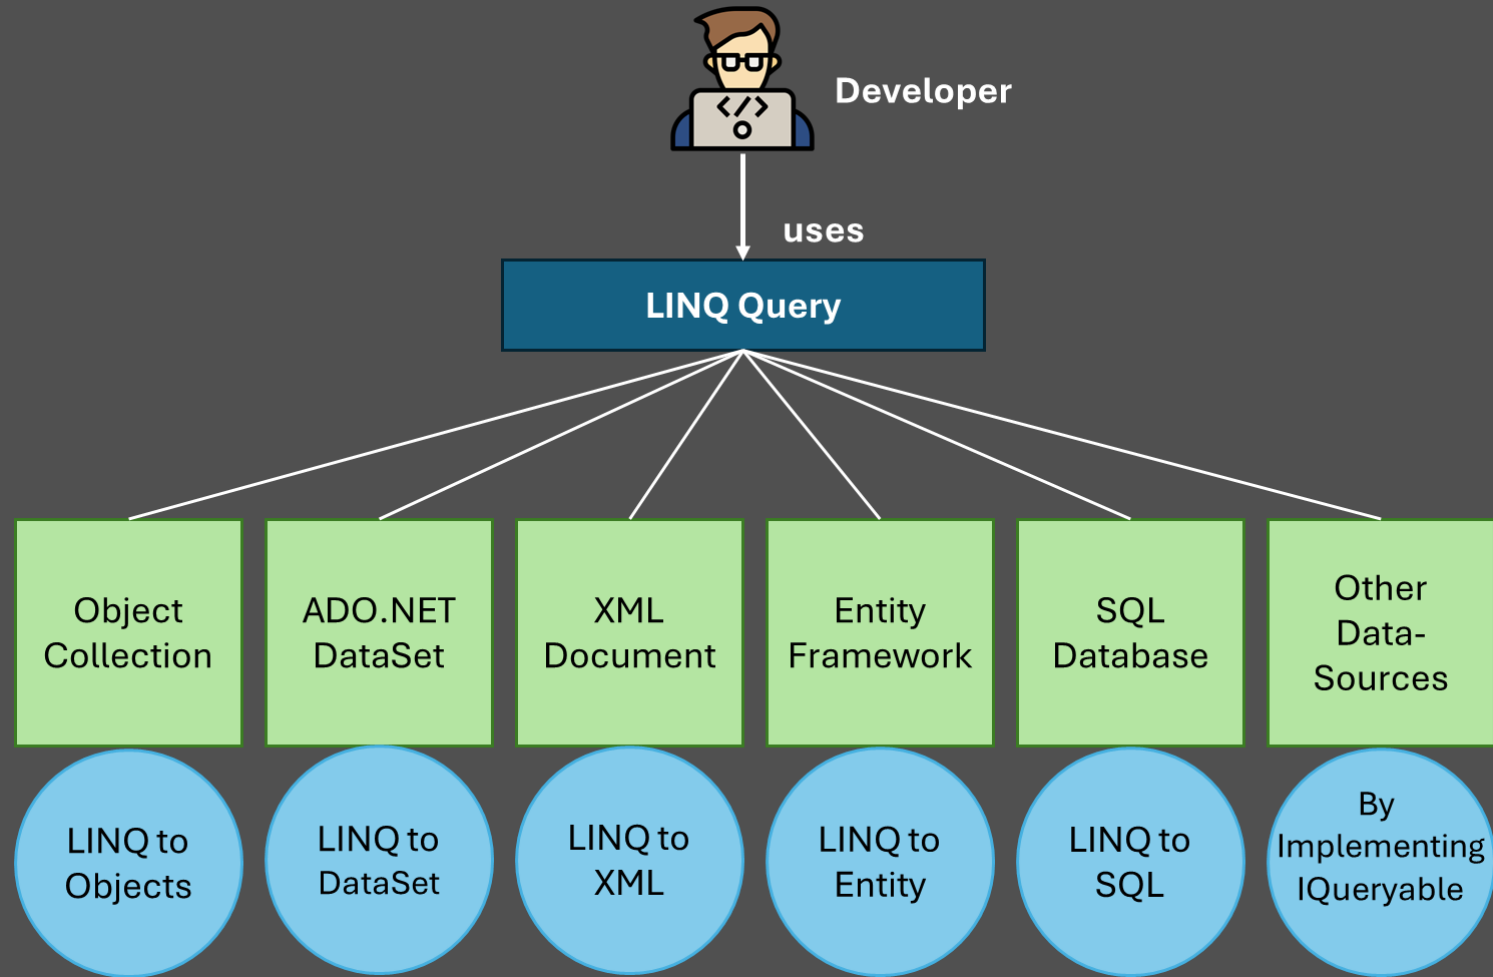 </>
Developer
uses
LINQ Query
Object
Collection
ADO.NET
DataSet
XML
Document
Entity
Framework
SQL
Database
Other
Data-
Sources
LINQ to
Objects
LINQ to
DataSet
LINQ to
XML
LINQ to
Entity
LINQ to
SQL
By
Implementing
IQueryable